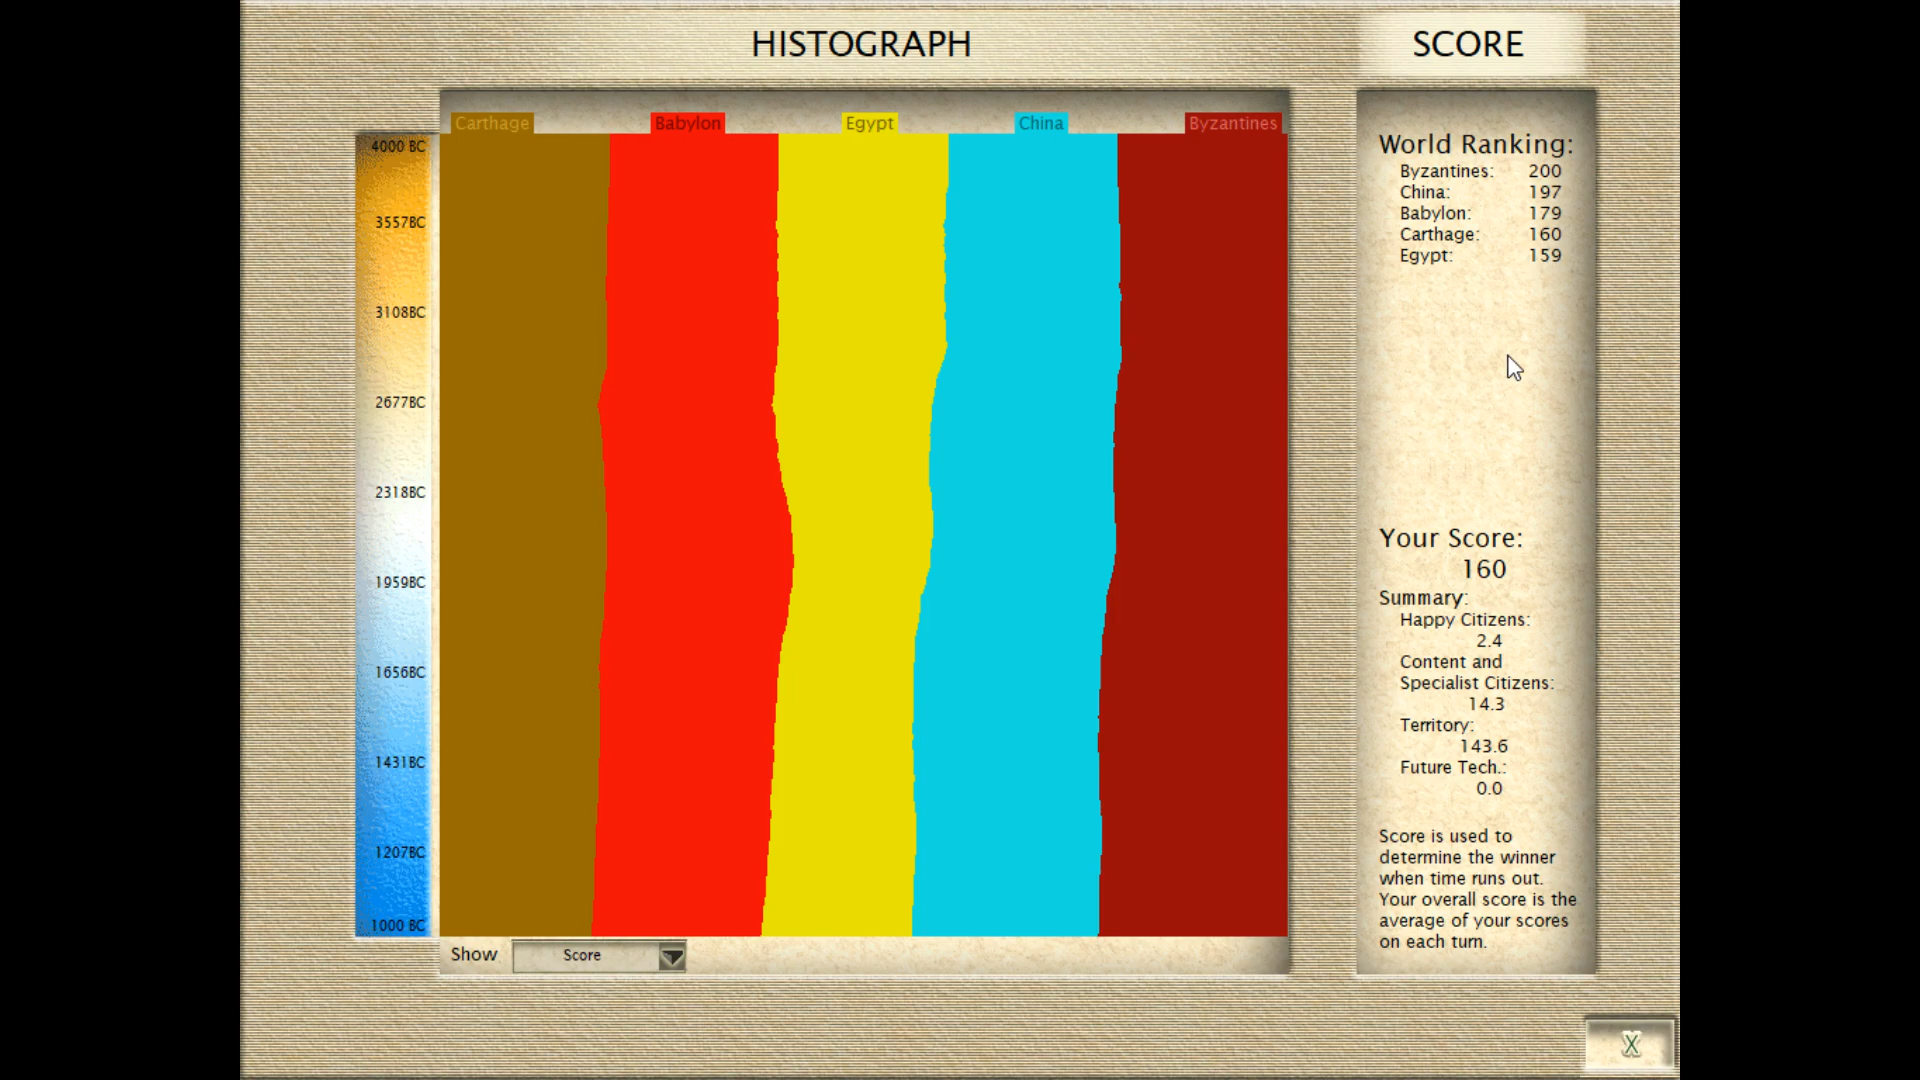 HISTOGRAPH
SCORE
Carthage
Babylon
Egypt
China
Byzantines
4000 BC
3557BC
3108BC
2677BC
2318BC
1959BC
1656BC
1431BC
1207BC
1000 BC
Show
Score
World Ranking:
Byzantines: 200
China: 197
Babylon: 179
Carthage: 160
Egypt: 159
Your Score:
160
Summary:
Happy Citizens:
2.4
Content and
Specialist Citizens:
14.3
Territory:
143.6
Future Tech.:
0.0
Score is used to
determine the winner
when time runs out.
Your overall score is the
average of your scores
on each turn.
X